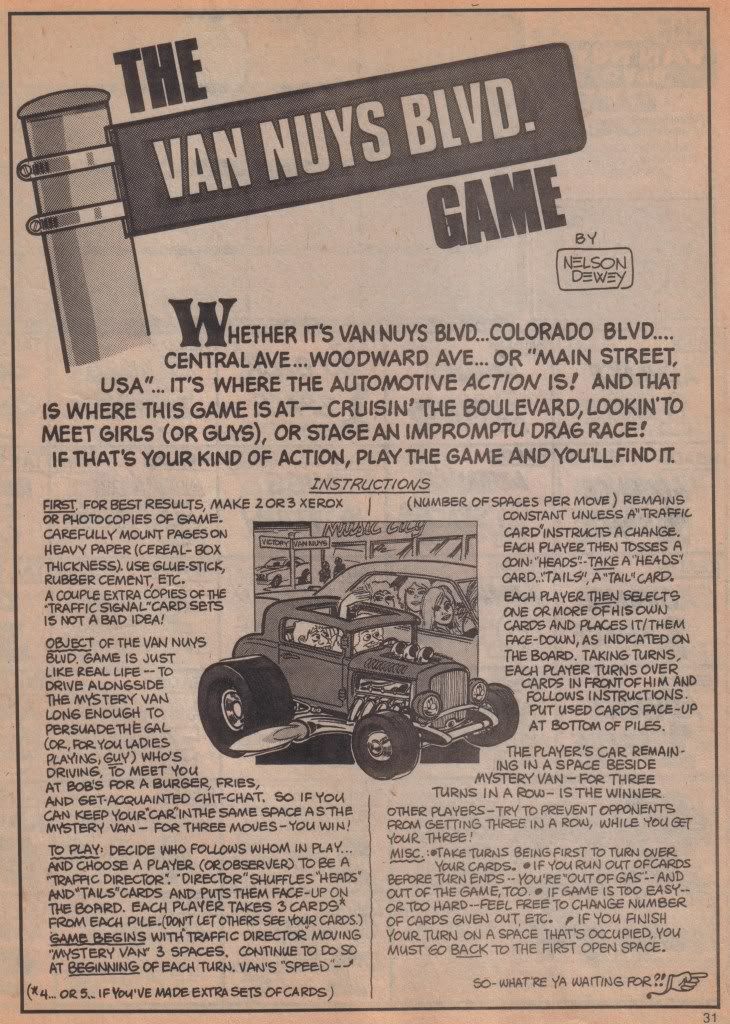 THE
VAN NUYS BLVD.
GAME
BY
NELSON
DEWEY
WHETHER IT'S VAN NUYS BLVD...COLORADO BLVD....
CENTRAL AVE...WOODWARD AVE... OR "MAIN STREET,
USA"... IT'S WHERE THE AUTOMOTIVE ACTION IS! AND THAT
IS WHERE THIS GAME IS AT— CRUISIN' THE BOULEVARD, LOOKIN' TO
MEET GIRLS (OR GUYS), OR STAGE AN IMPROMPTU DRAG RACE!
IF THAT'S YOUR KIND OF ACTION, PLAY THE GAME AND YOU'LL FIND IT.
INSTRUCTIONS
FIRST, FOR BEST RESULTS, MAKE 2 OR 3 XEROX
OR PHOTOCOPIES OF GAME.
CAREFULLY MOUNT PAGES ON
HEAVY PAPER (CEREAL-BOX
THICKNESS). USE GLUE-STICK,
RUBBER CEMENT, ETC.
A COUPLE EXTRA COPIES OF THE
"TRAFFIC SIGNAL" CARD SETS
IS NOT A BAD IDEA!
OBJECT OF THE VAN NUYS
BLVD. GAME IS JUST
LIKE REAL LIFE -- TO
DRIVE ALONGSIDE
THE MYSTERY VAN
LONG ENOUGH TO
PERSUADE THE GAL
(OR, FOR YOU LADIES
PLAYING, GUY) WHO'S
DRIVING, TO MEET YOU
AT BOB'S FOR A BURGER, FRIES,
AND GET-ACQUAINTED CHIT-CHAT. SO IF YOU
CAN KEEP YOUR "CAR" IN THE SAME SPACE AS THE
MYSTERY VAN — FOR THREE MOVES — YOU WIN!
TO PLAY: DECIDE WHO FOLLOWS WHOM IN PLAY...
AND CHOOSE A PLAYER (OR OBSERVER) TO BE A
"TRAFFIC DIRECTOR". "DIRECTOR" SHUFFLES "HEADS"
AND "TAILS" CARDS AND PUTS THEM FACE-UP ON
THE BOARD. EACH PLAYER TAKES 3 CARDS*
FROM EACH PILE. (DON'T LET OTHERS SEE YOUR CARDS.)
GAME BEGINS WITH TRAFFIC DIRECTOR MOVING
"MYSTERY VAN" 3 SPACES. CONTINUE TO DO SO
AT BEGINNING OF EACH TURN. VAN'S "SPEED"--
(*4... OR 5... IF YOU'VE MADE EXTRA SETS OF CARDS)
MUSIC CITY
VICTORY VAN NUYS
(NUMBER OF SPACES PER MOVE) REMAINS
CONSTANT UNLESS A "TRAFFIC
CARD" INSTRUCTS A CHANGE.
EACH PLAYER THEN TOSSES A
COIN: "HEADS"-TAKE A "HEADS"
CARD.. "TAILS", A "TAIL" CARD.
EACH PLAYER THEN SELECTS
ONE OR MORE OF HIS OWN
CARDS AND PLACES IT/THEM
FACE-DOWN, AS INDICATED ON
THE BOARD. TAKING TURNS,
EACH PLAYER TURNS OVER
CARDS IN FRONT OF HIM AND
FOLLOWS INSTRUCTIONS.
PUT USED CARDS FACE-UP
AT BOTTOM OF PILES.
THE PLAYER'S CAR REMAIN-
ING IN A SPACE BESIDE
MYSTERY VAN — FOR THREE
TURNS IN A ROW — IS THE WINNER
OTHER PLAYERS — TRY TO PREVENT OPPONENTS
FROM GETTING THREE IN A ROW, WHILE YOU GET
YOUR THREE!
MISC.: • TAKE TURNS BEING FIRST TO TURN OVER
YOUR CARDS. • IF YOU RUN OUT OF CARDS
BEFORE TURN ENDS -- YOU'RE "OUT OF GAS" -- AND
OUT OF THE GAME, TOO. • IF GAME IS TOO EASY --
OR TOO HARD -- FEEL FREE TO CHANGE NUMBER
OF CARDS GIVEN OUT, ETC. • IF YOU FINISH
YOUR TURN ON A SPACE THAT'S OCCUPIED, YOU
MUST GO BACK TO THE FIRST OPEN SPACE.
SO-WHAT'RE YA WAITING FOR?!!
31